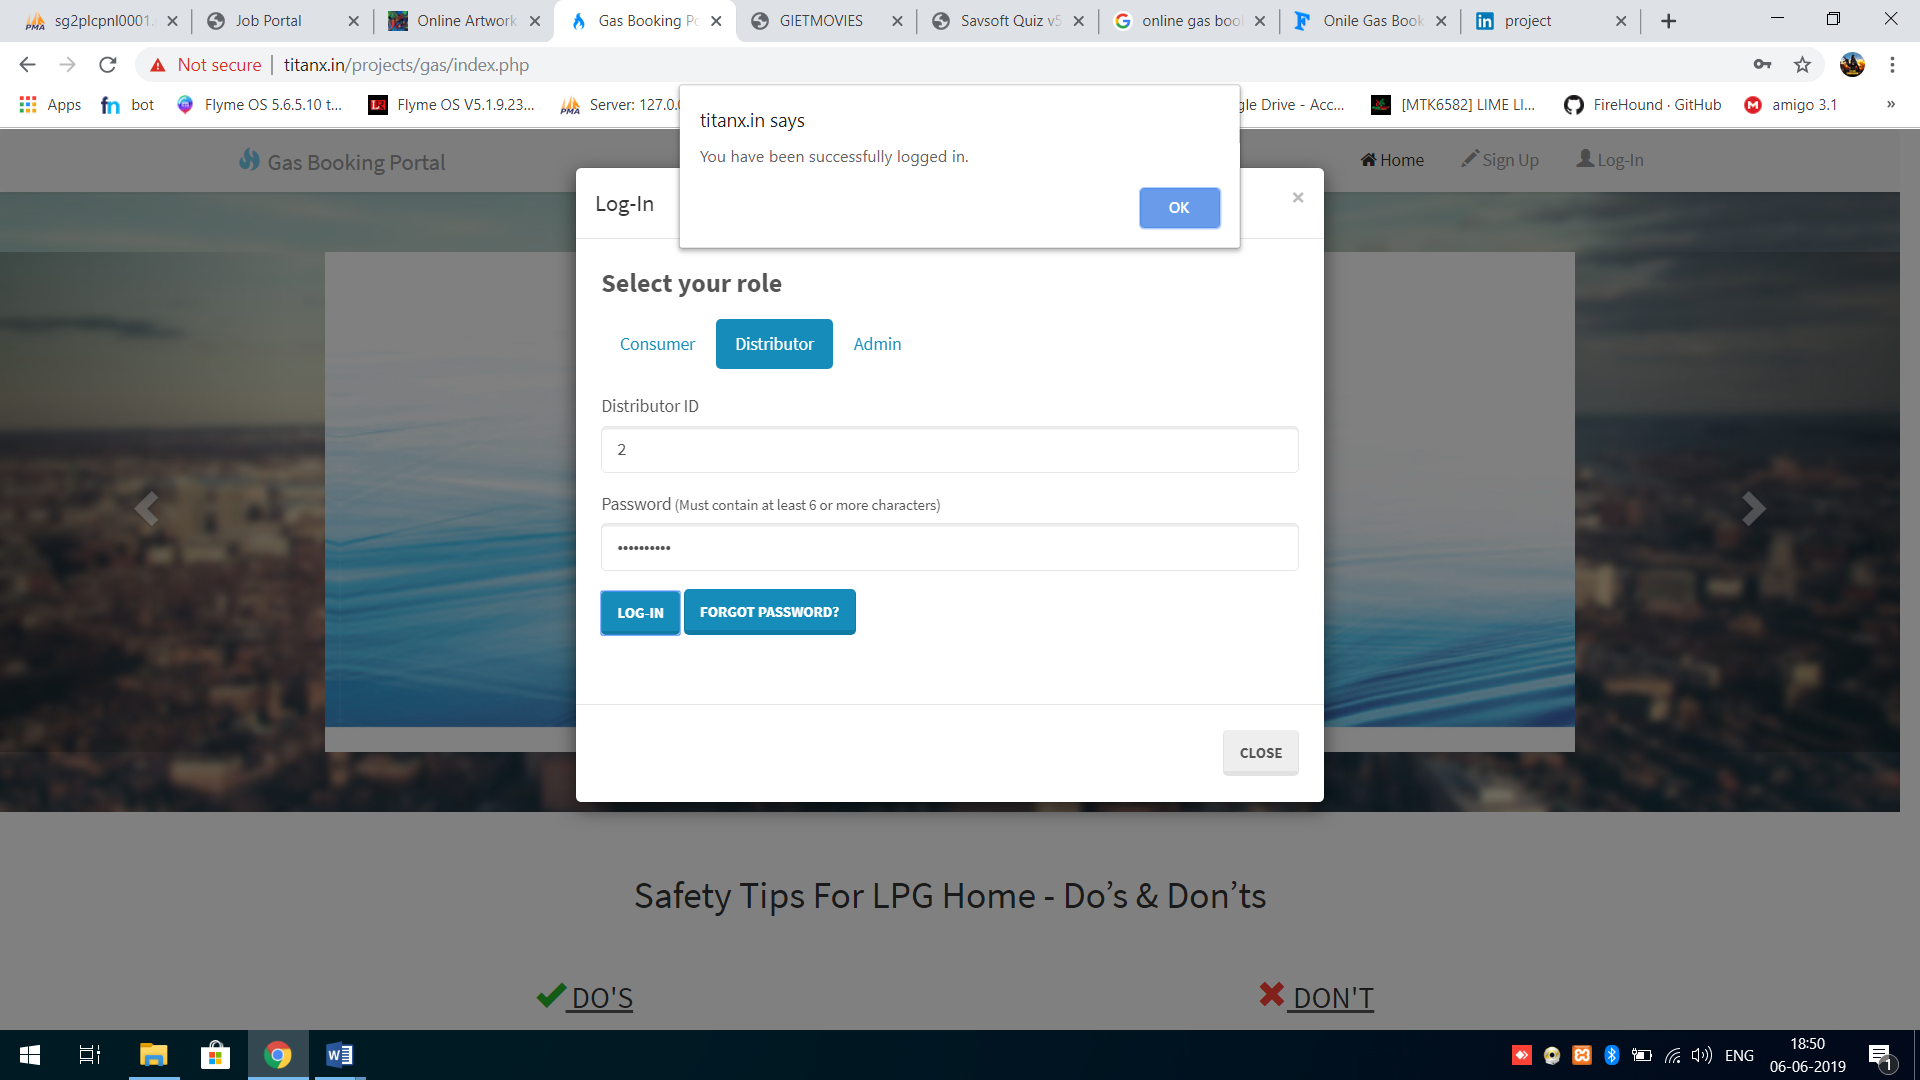 sg2plcpnl0001.
Job Portal
Online Artwork
Gas Booking Po
GIETMOVIES
Savsoft Quiz v5
online gas boo
Onile Gas Book
project
Not secure
titanx.in/projects/gas/index.php
Apps
bot
Flyme OS 5.6.5.10 t...
Flyme OS V5.1.9.23...
Server: 127.0.
gle Drive - Acc...
[MTK6582] LIME LI...
FireHound · GitHub
amigo 3.1
»
titanx.in says
You have been successfully logged in.
OK
Gas Booking Portal
Home
Sign Up
Log-In
Log-In
×
Select your role
Consumer
Distributor
Admin
Distributor ID
2
Password (Must contain at least 6 or more characters)
••••••••••
LOG-IN
FORGOT PASSWORD?
CLOSE
Safety Tips For LPG Home - Do’s & Don’ts
DO'S
DON'T
ENG
18:50
06-06-2019
1